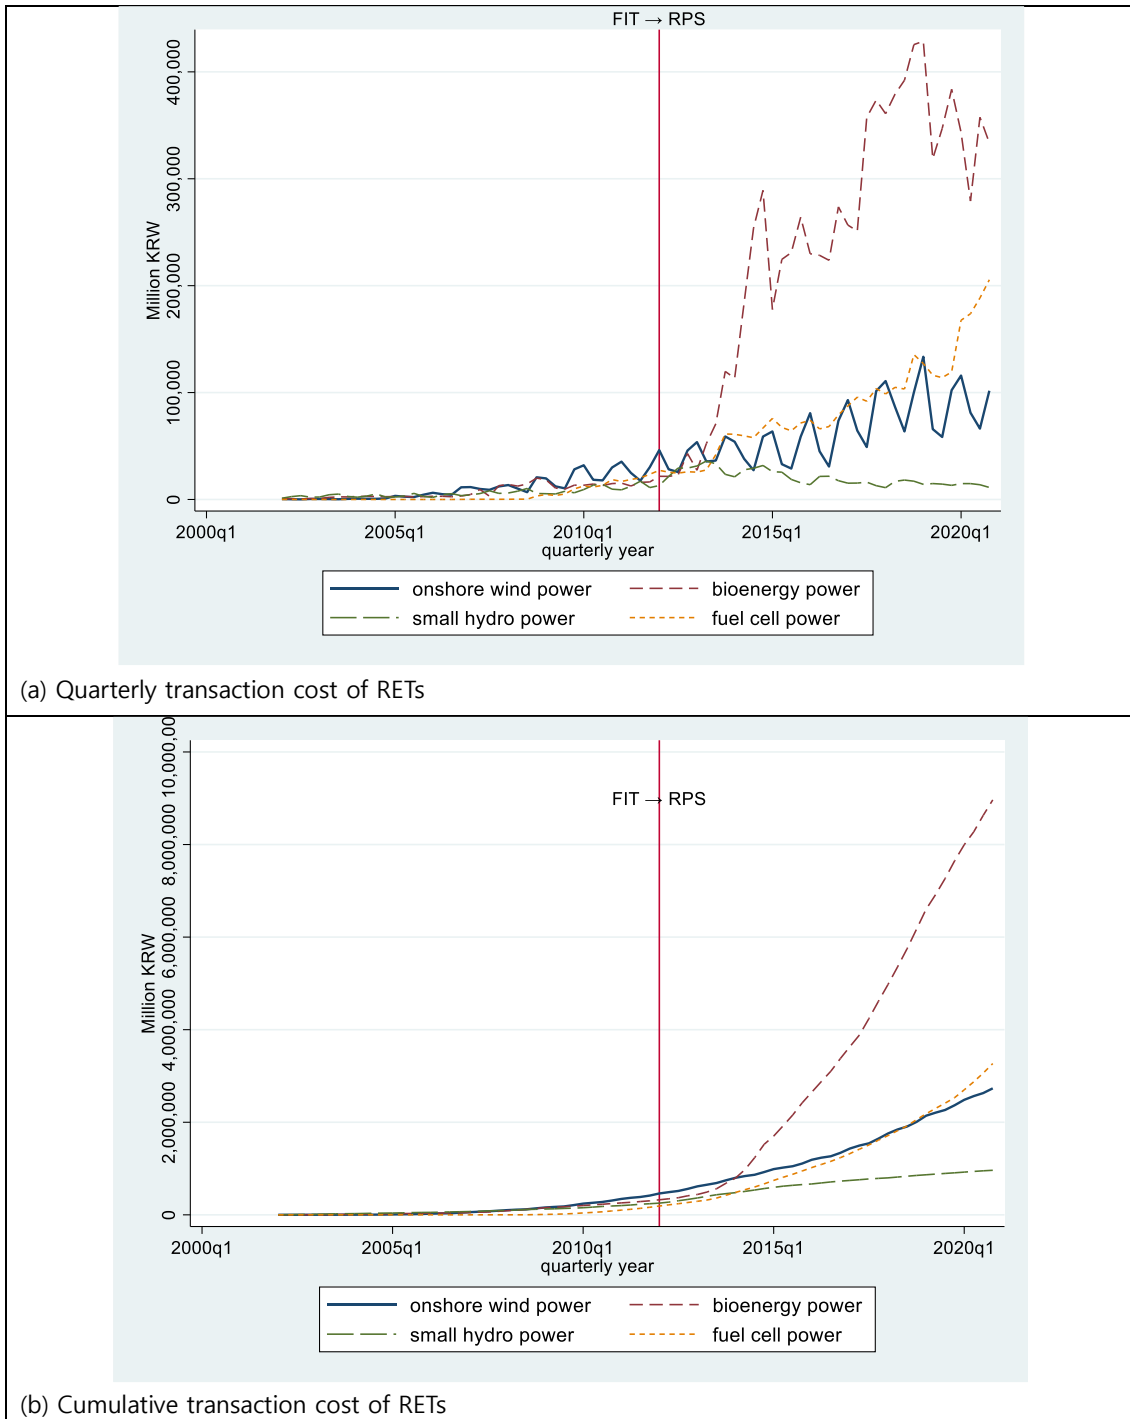 FIT → RPS
400,000
300,000
200,000
100,000
0
Million KRW
2000q1 2005q1 2010q1 2015q1 2020q1
quarterly year
onshore wind power bioenergy power
small hydro power fuel cell power
(a) Quarterly transaction cost of RETs
10,000,00
8,000,000
6,000,000
4,000,000
2,000,000
0
Million KRW
FIT → RPS
2000q1 2005q1 2010q1 2015q1 2020q1
quarterly year
onshore wind power bioenergy power
small hydro power fuel cell power
(b) Cumulative transaction cost of RETs